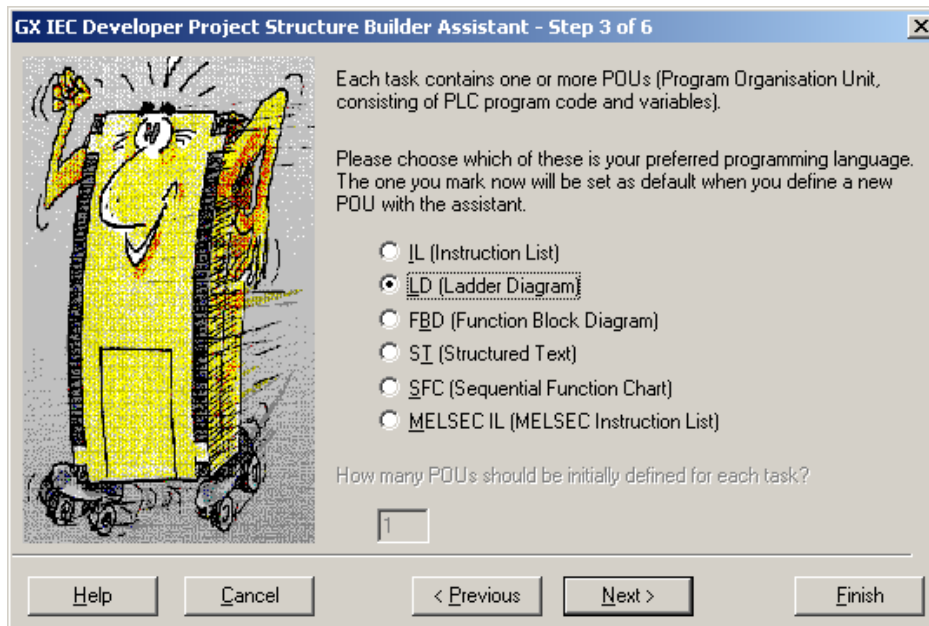 GX IEC Developer Project Structure Builder Assistant - Step 3 of 6
Each task contains one or more POUs (Program Organisation Unit,
consisting of PLC program code and variables).
Please choose which of these is your preferred programming language.
The one you mark now will be set as default when you define a new
POU with the assistant.
IL (Instruction List)
LD (Ladder Diagram)
FBD (Function Block Diagram)
ST (Structured Text)
SFC (Sequential Function Chart)
MELSEC IL (MELSEC Instruction List)
How many POUs should be initially defined for each task?
1
Help
Cancel
< Previous
Next >
Finish